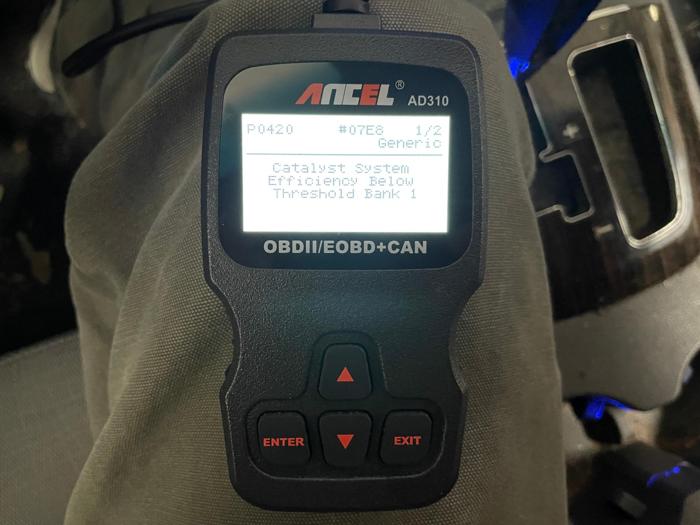 ANCEL® AD310
P0420 #07E8 1/2
Generic
Catalyst System
Efficiency Below
Threshold Bank 1
OBDII/EOBD+CAN
ENTER EXIT